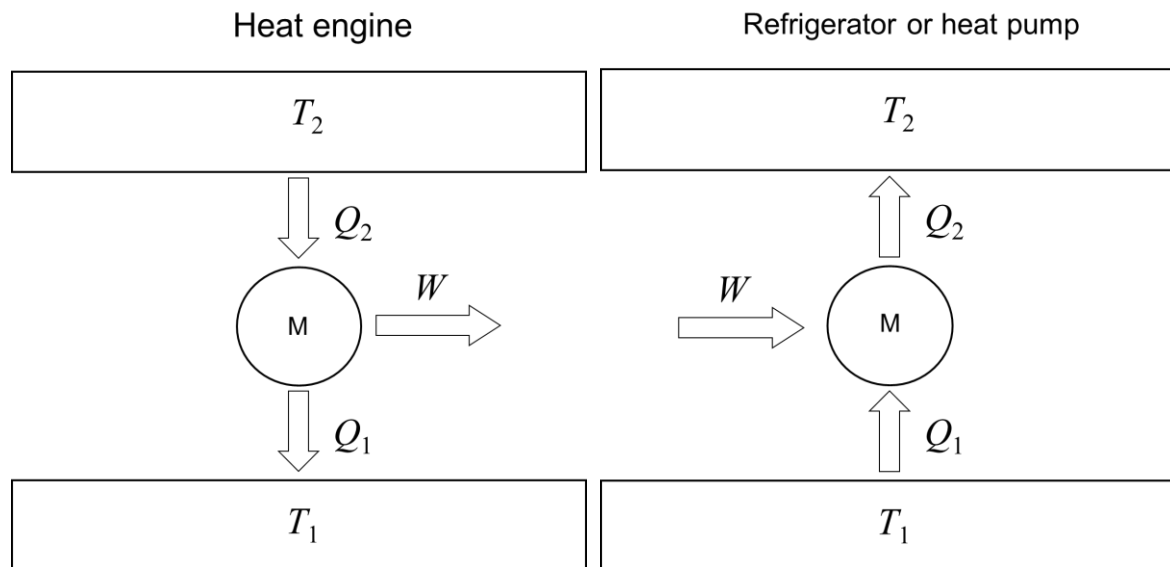 Heat engine
T₂
Q₂
W
M
Q₁
T₁
Refrigerator or heat pump
T₂
Q₂
W
M
Q₁
T₁